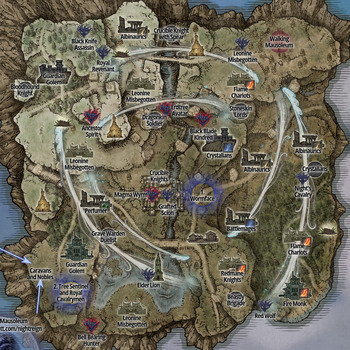 Albinaurics
Crucible Knight
with Spear
Walking
Mausoleum
Black Knife
Assassin
Leonine
Misbegotten
Royal
Revenant
Guardian
Golem
Bloodhound
Knight
Leonine
Misbegotten
Flame
Chariots
Erdtree
Avatar
Dragonkin
Soldier
Stoneskin
Lords
Ancestor
Spirit
Black Blade
Kindred
Albinaurics
Crystalians
Leonine
Misbegotten
Crystalians
Crucible
Knights
Night's
Cavalry
Magma Wyrm
Wormface
Perfumer
Grafted
Scion
Grave Warden
Duelist
Battlemages
Flame
Chariots
Guardian
Golem
Caravans
and Nobles
Elder Lion
Redmane
Knights
2. Tree Sentinel
and Royal
Cavalrymen
Beastly
Brigade
Fire Monk
Mausoleum
Leonine
Misbegotten
Red Wolf
tt.com/nightreign
Bell Bearing
Hunter